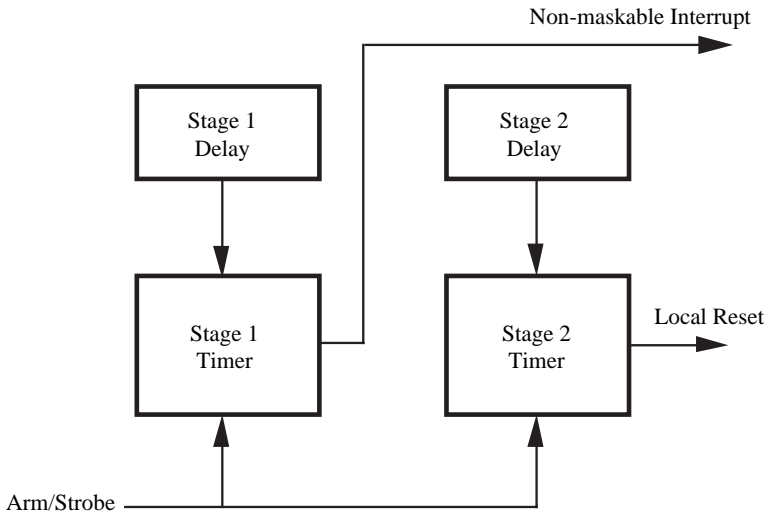 Non-maskable Interrupt
Stage 1
Delay
Stage 2
Delay
Stage 1
Timer
Stage 2
Timer
Local Reset
Arm/Strobe